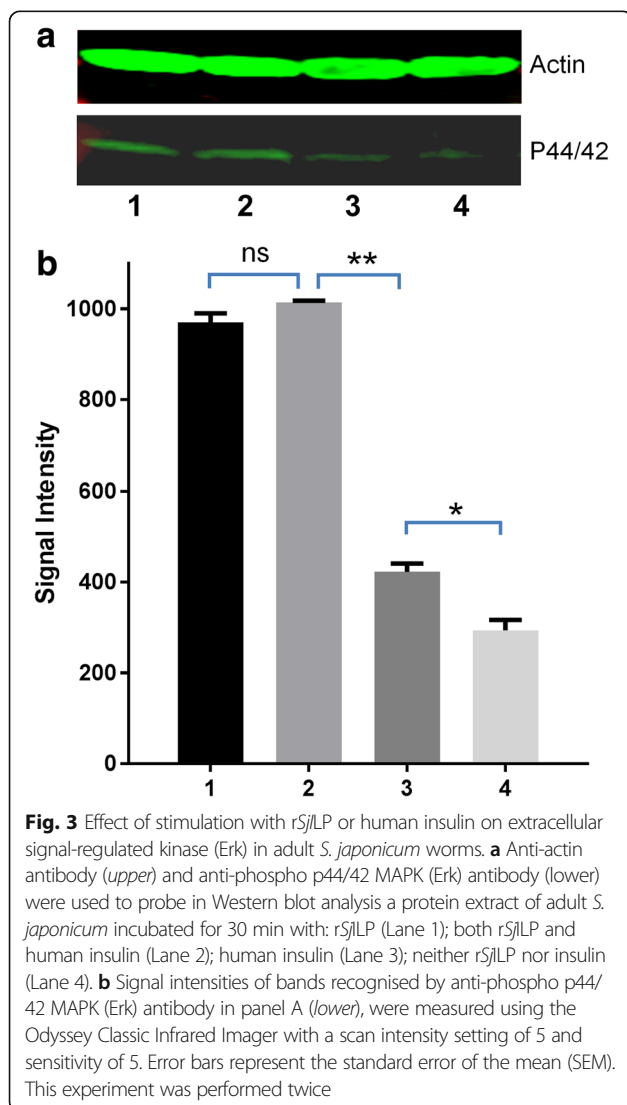 a
Actin
P44/42
1 2 3 4
b
ns
**
*
Signal Intensity
1000
800
600
400
200
0
1 2 3 4
Fig. 3 Effect of stimulation with rSjILP or human insulin on extracellular
signal-regulated kinase (Erk) in adult S. japonicum worms. a Anti-actin
antibody (upper) and anti-phospho p44/42 MAPK (Erk) antibody (lower)
were used to probe in Western blot analysis a protein extract of adult S.
japonicum incubated for 30 min with: rSjILP (Lane 1); both rSjILP and
human insulin (Lane 2); human insulin (Lane 3); neither rSjILP nor insulin
(Lane 4). b Signal intensities of bands recognised by anti-phospho p44/
42 MAPK (Erk) antibody in panel A (lower), were measured using the
Odyssey Classic Infrared Imager with a scan intensity setting of 5 and
sensitivity of 5. Error bars represent the standard error of the mean (SEM).
This experiment was performed twice